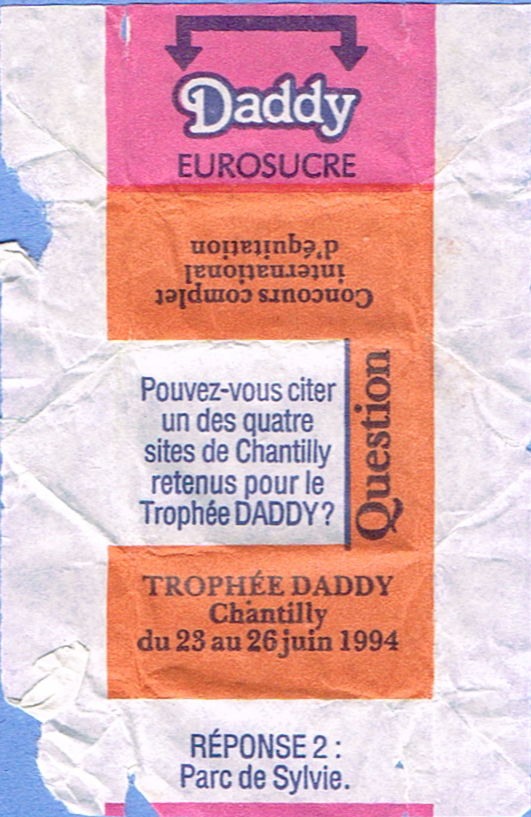 Daddy
EUROSUCRE
Concours complet
international
d'équitation
Pouvez-vous citer
un des quatre
sites de Chantilly
retenus pour le
Trophée DADDY ?
Question
TROPHÉE DADDY
Chantilly
du 23 au 26 juin 1994
RÉPONSE 2 :
Parc de Sylvie.